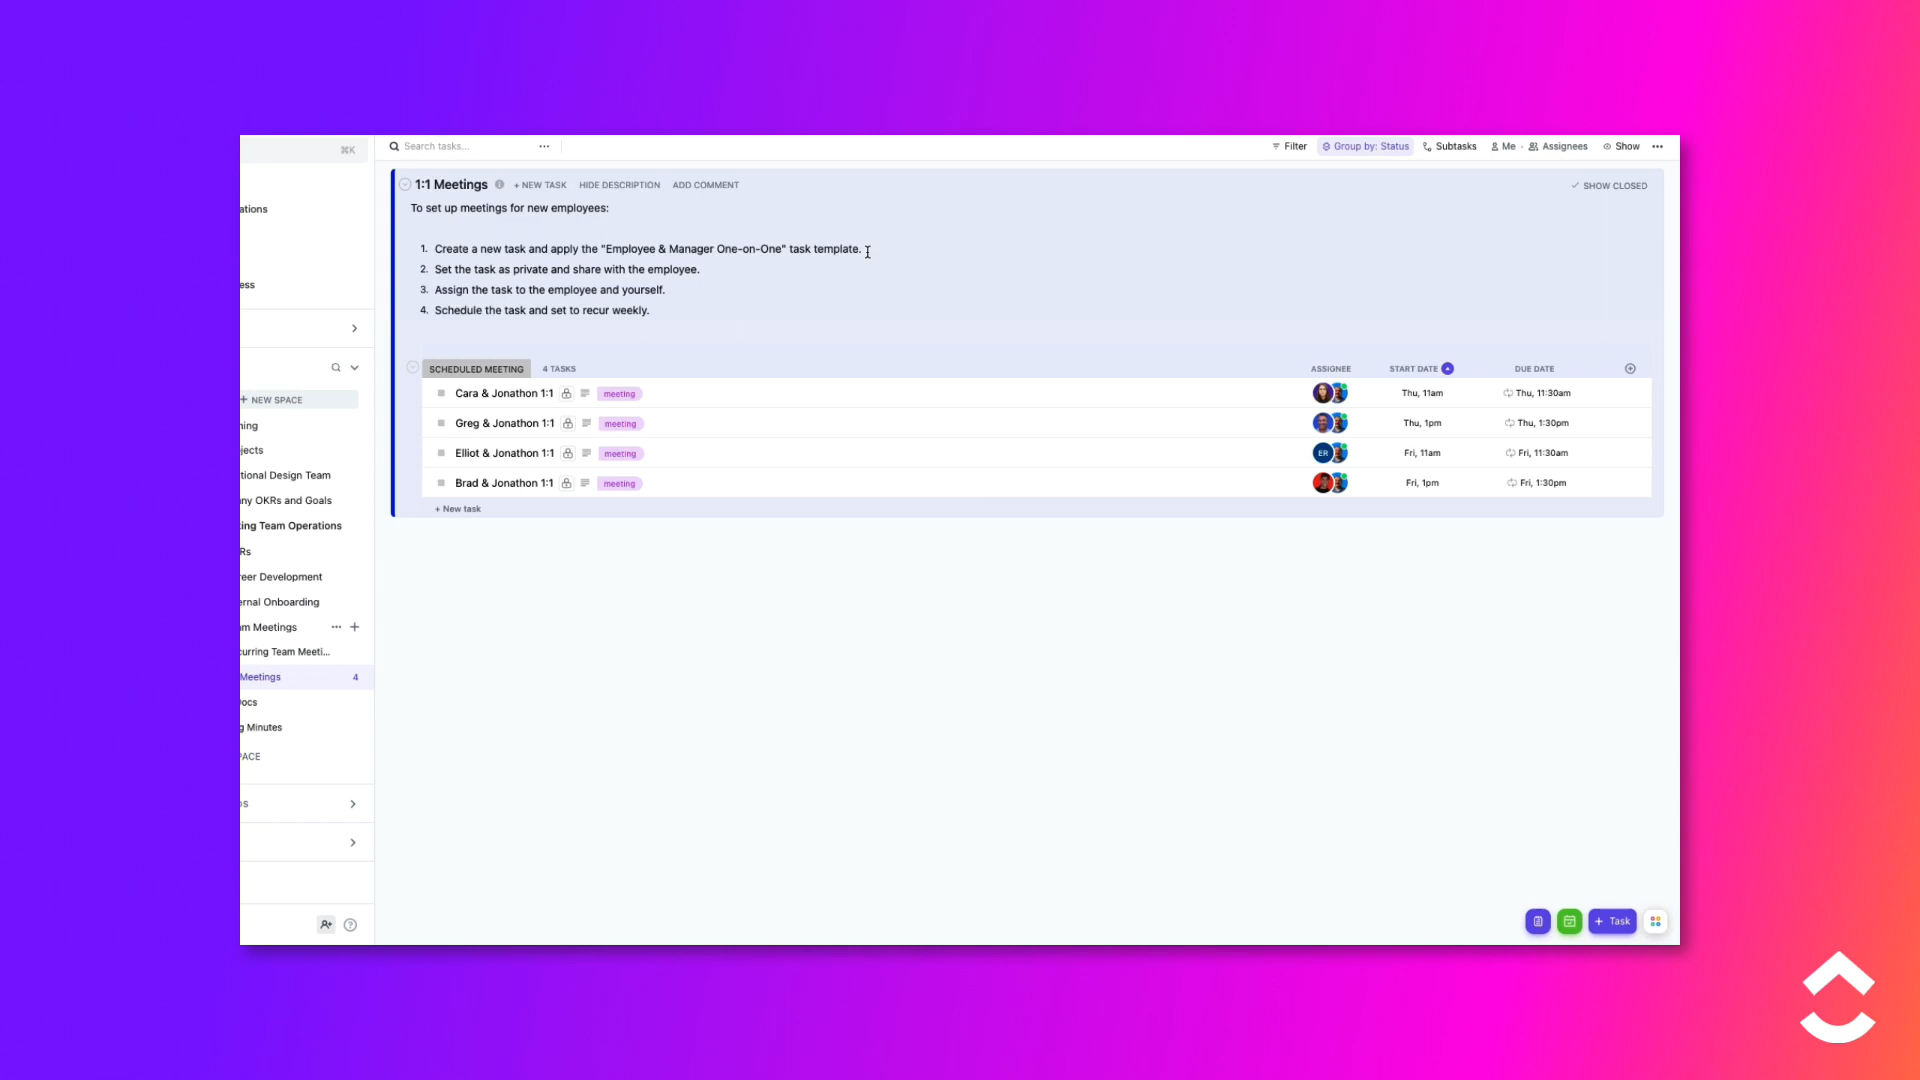 ⌘K
Search tasks...
Filter
Group by: Status
Subtasks
Me
Assignees
Show
1:1 Meetings
+ NEW TASK
HIDE DESCRIPTION
ADD COMMENT
SHOW CLOSED
To set up meetings for new employees:
1. Create a new task and apply the "Employee & Manager One-on-One" task template.
2. Set the task as private and share with the employee.
3. Assign the task to the employee and yourself.
4. Schedule the task and set to recur weekly.
SCHEDULED MEETING 4 TASKS ASSIGNEE START DATE DUE DATE
Cara & Jonathon 1:1 meeting Thu, 11am Thu, 11:30am
Greg & Jonathon 1:1 meeting Thu, 1pm Thu, 1:30pm
Elliot & Jonathon 1:1 meeting ER Fri, 11am Fri, 11:30am
Brad & Jonathon 1:1 meeting Fri, 1pm Fri, 1:30pm
+ New task
ations
ess
+ NEW SPACE
ning
jects
tional Design Team
ny OKRs and Goals
ting Team Operations
Rs
reer Development
ernal Onboarding
m Meetings
curring Team Meeti...
Meetings 4
Docs
g Minutes
PACE
os
+ Task